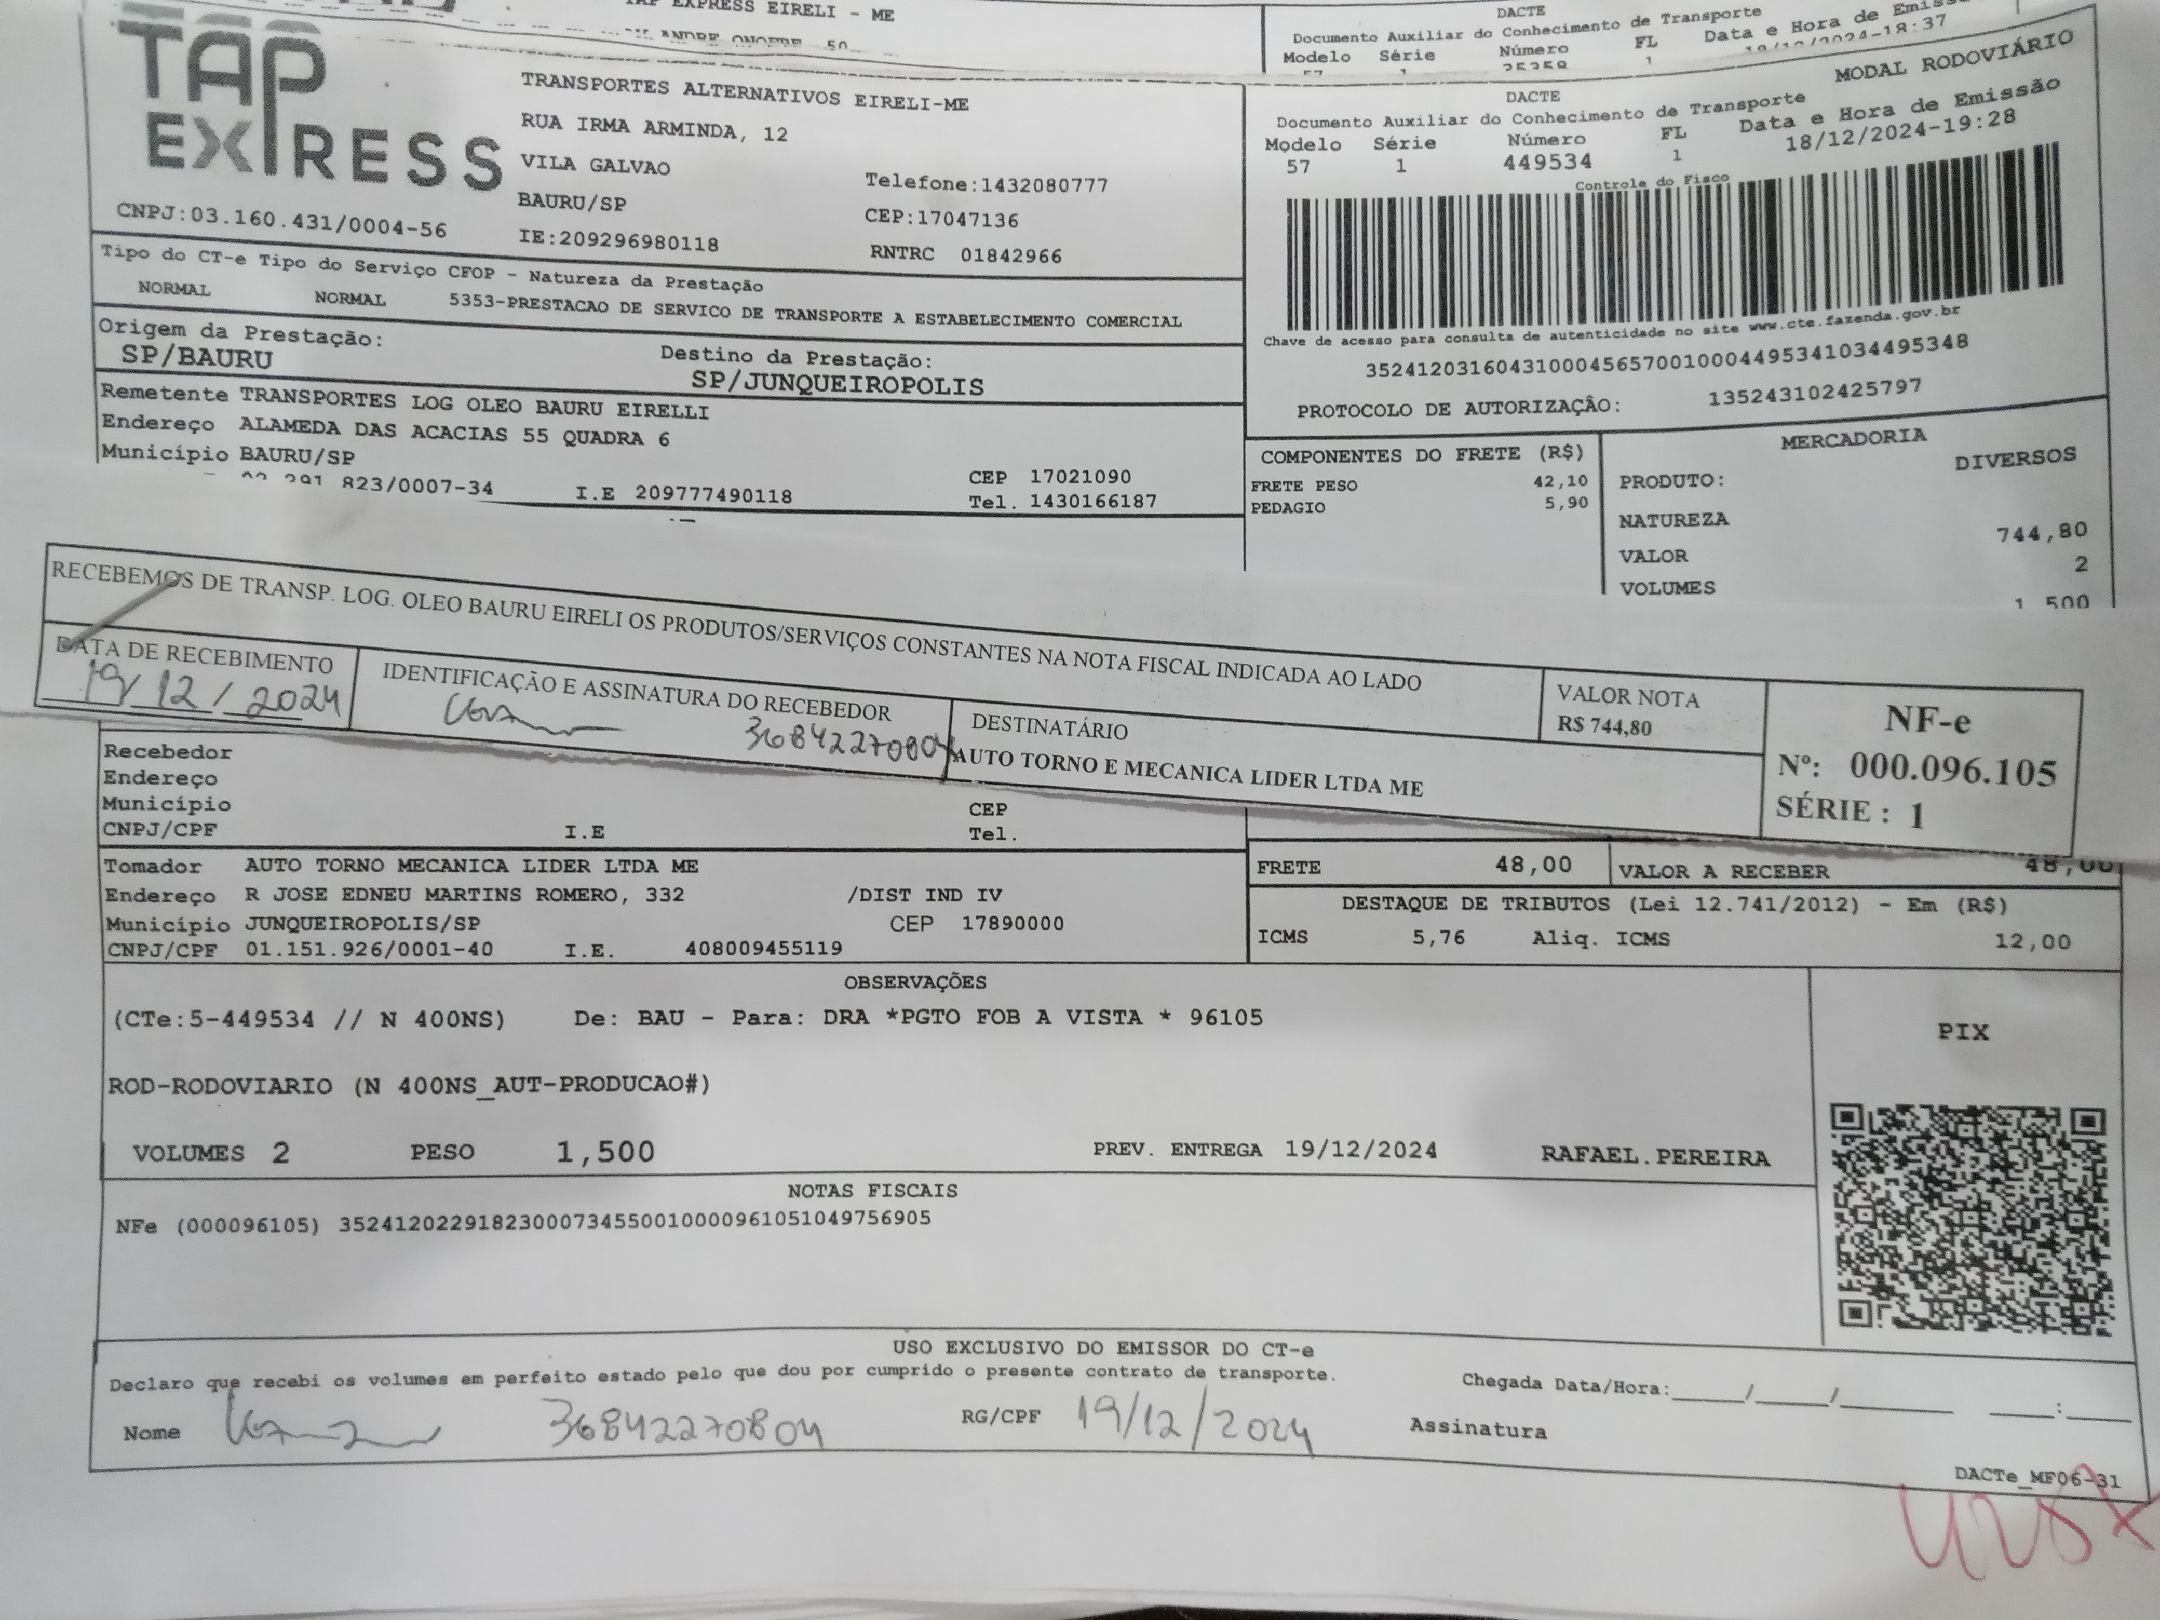 TAP EXPRESS EIRELI - ME
ANDRE ONOFRE 50
DACTE
Documento Auxiliar do Conhecimento de Transporte
Modelo Série Número FL Data e Hora de
57 1 1
TAP
EXPRESS
CNPJ:03.160.431/0004-56
TRANSPORTES ALTERNATIVOS EIRELI-ME
RUA IRMA ARMINDA, 12
VILA GALVAO
BAURU/SP
IE:209296980118
Telefone:1432080777
CEP:17047136
RNTRC 01842966
MODAL RODOVIÁRIO
DACTE
Documento Auxiliar do Conhecimento de Transporte
Modelo Série Número FL Data e Hora de Emissão
57 1 449534 1 18/12/2024-19:28
Controle do Fisco
Chave de acesso para consulta de autenticidade no site www.cte.fazenda.gov.br
35241203160431000456570010004495341034495348
PROTOCOLO DE AUTORIZAÇÃO: 135243102425797
Tipo do CT-e Tipo do Serviço CFOP - Natureza da Prestação
NORMAL NORMAL 5353-PRESTACAO DE SERVICO DE TRANSPORTE A ESTABELECIMENTO COMERCIAL
Origem da Prestação:
SP/BAURU
Destino da Prestação:
SP/JUNQUEIROPOLIS
Remetente TRANSPORTES LOG OLEO BAURU EIRELLI
Endereço ALAMEDA DAS ACACIAS 55 QUADRA 6
Município BAURU/SP CEP 17021090
823/0007-34 I.E 209777490118 Tel. 1430166187
COMPONENTES DO FRETE (R$)
FRETE PESO 42,10
PEDAGIO 5,90
MERCADORIA
PRODUTO: DIVERSOS
NATUREZA
VALOR 744,80
VOLUMES 2
1,500
RECEBEMOS DE TRANSP. LOG. OLEO BAURU EIRELI OS PRODUTOS/SERVIÇOS CONSTANTES NA NOTA FISCAL INDICADA AO LADO
DATA DE RECEBIMENTO
19/12/2024
IDENTIFICAÇÃO E ASSINATURA DO RECEBEDOR
36842270804
DESTINATÁRIO
AUTO TORNO E MECANICA LIDER LTDA ME
VALOR NOTA
R$ 744,80
NF-e
Nº: 000.096.105
SÉRIE : 1
Recebedor
Endereço
Município CEP
CNPJ/CPF I.E Tel.
Tomador AUTO TORNO MECANICA LIDER LTDA ME
Endereço R JOSE EDNEU MARTINS ROMERO, 332 /DIST IND IV
Município JUNQUEIROPOLIS/SP CEP 17890000
CNPJ/CPF 01.151.926/0001-40 I.E. 408009455119
FRETE 48,00 VALOR A RECEBER 48,00
DESTAQUE DE TRIBUTOS (Lei 12.741/2012) - Em (R$)
ICMS 5,76 Aliq. ICMS 12,00
OBSERVAÇÕES
(CTe:5-449534 // N 400NS) De: BAU - Para: DRA *PGTO FOB A VISTA * 96105
ROD-RODOVIARIO (N 400NS_AUT-PRODUCAO#)
VOLUMES 2 PESO 1,500 PREV. ENTREGA 19/12/2024 RAFAEL.PEREIRA
PIX
NOTAS FISCAIS
NFe (000096105) 35241202291823000734550010000961051049756905
USO EXCLUSIVO DO EMISSOR DO CT-e
Declaro que recebi os volumes em perfeito estado pelo que dou por cumprido o presente contrato de transporte.
Chegada Data/Hora:_____/_____/_______ ____:____
Nome 36842270804 RG/CPF 19/12/2024 Assinatura
DACTe_MF06-31